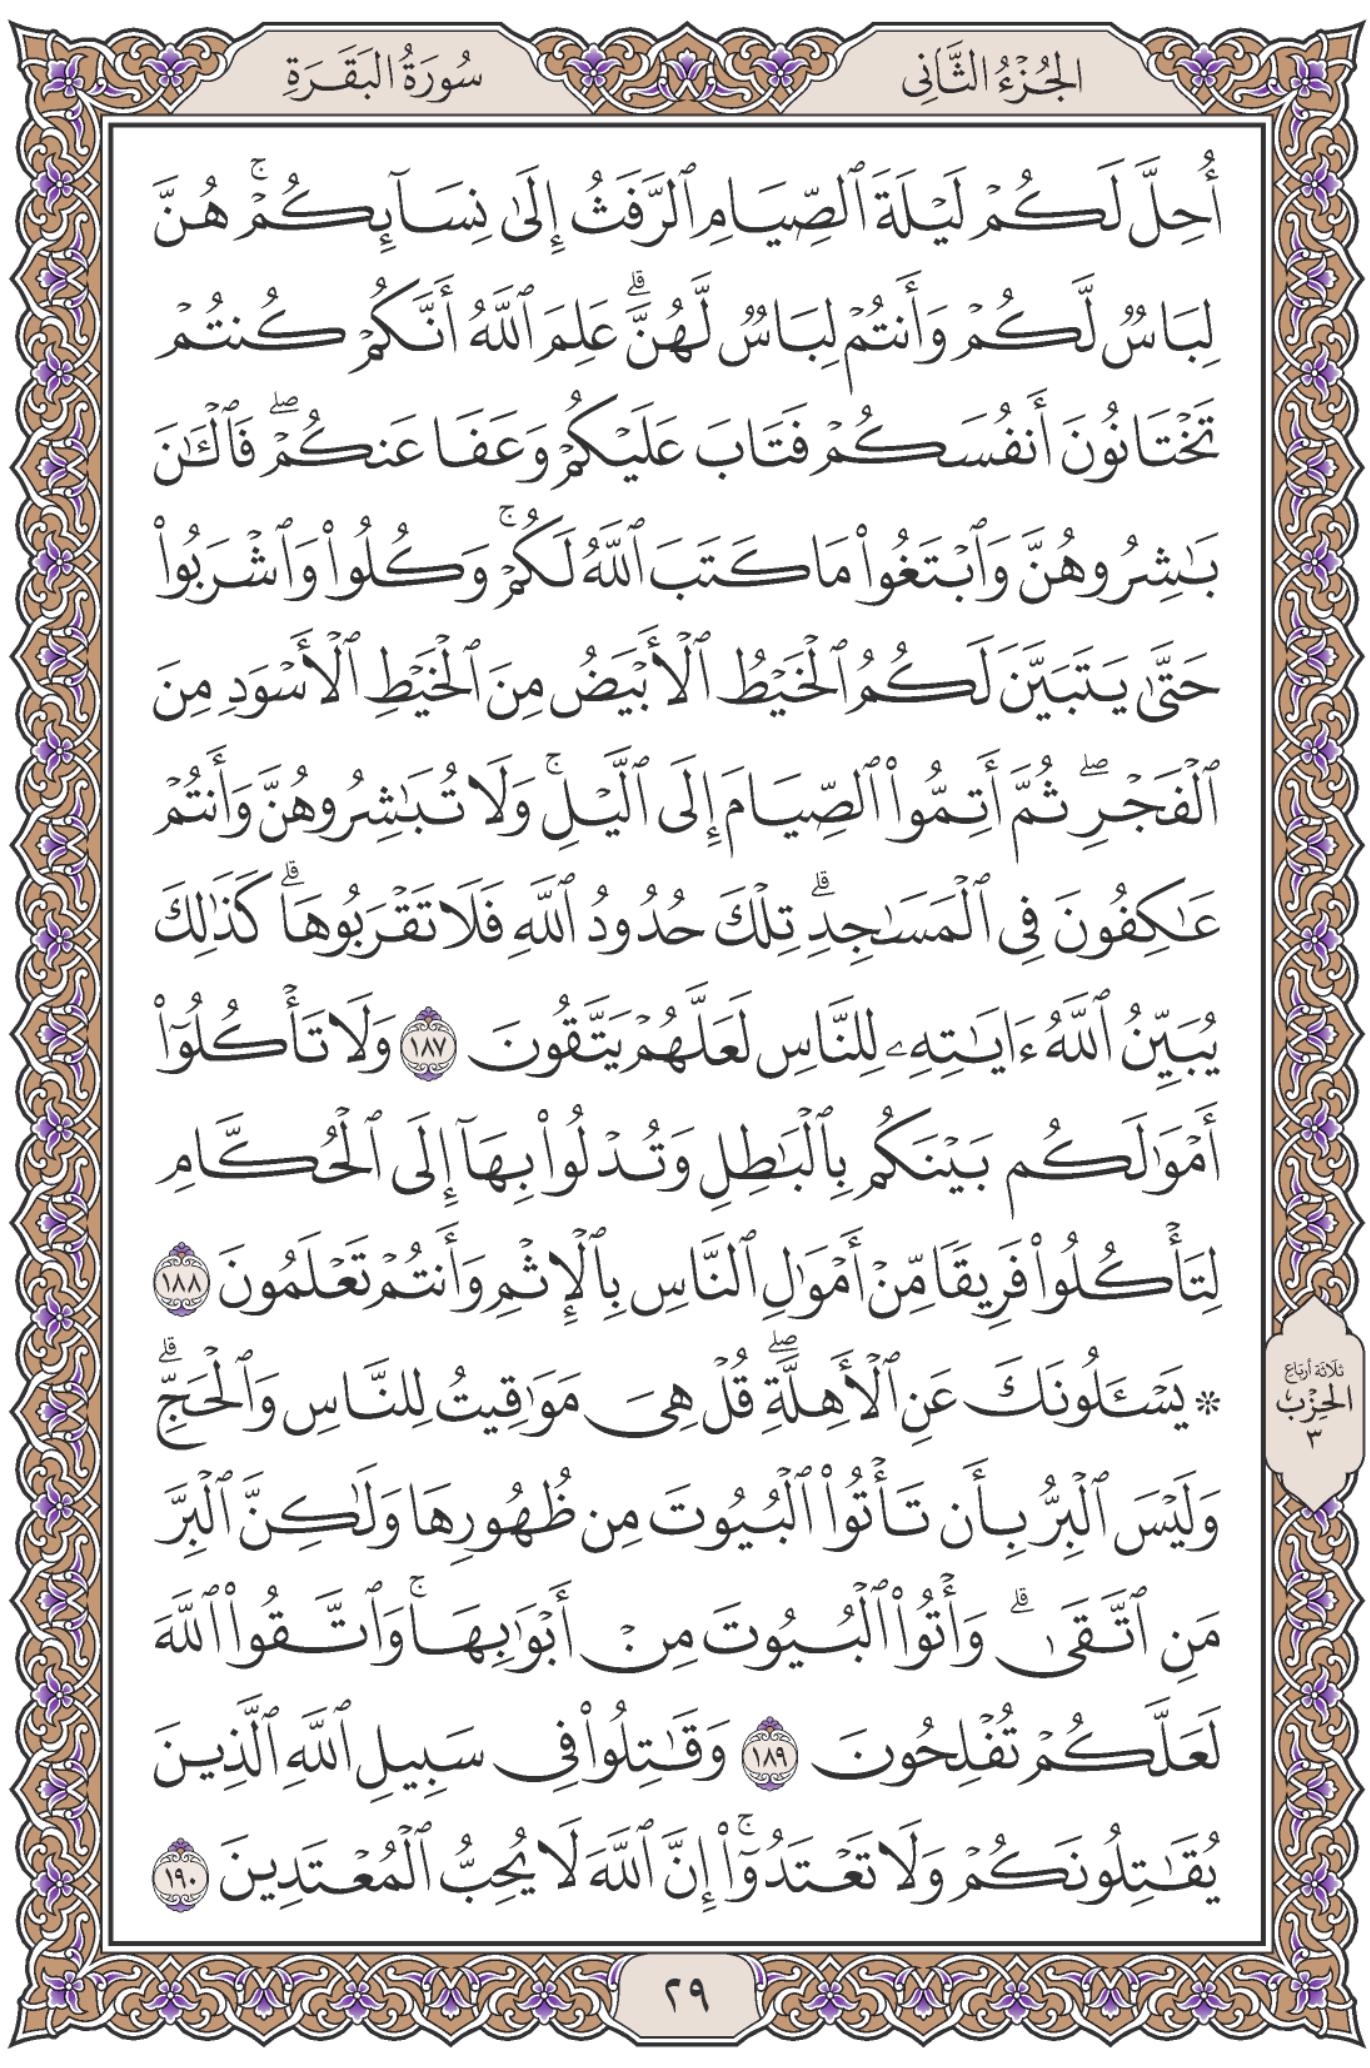 الجُزْءُ الثَّانِى
سُورَةُ البَقَرَةِ
أُحِلَّ لَكُمْ لَيْلَةَ ٱلصِّيَامِ ٱلرَّفَثُ إِلَىٰ نِسَآئِكُمْۚ هُنَّ
لِبَاسٌ لَّكُمْ وَأَنتُمْ لِبَاسٌ لَّهُنَّۗ عَلِمَ ٱللَّهُ أَنَّكُمْ كُنتُمْ
تَخْتَانُونَ أَنفُسَكُمْ فَتَابَ عَلَيْكُمْ وَعَفَا عَنكُمْۖ فَٱلْـَٰٔنَ
بَـٰشِرُوهُنَّ وَٱبْتَغُوا۟ مَا كَتَبَ ٱللَّهُ لَكُمْۚ وَكُلُوا۟ وَٱشْرَبُوا۟
حَتَّىٰ يَتَبَيَّنَ لَكُمُ ٱلْخَيْطُ ٱلْأَبْيَضُ مِنَ ٱلْخَيْطِ ٱلْأَسْوَدِ مِنَ
ٱلْفَجْرِۖ ثُمَّ أَتِمُّوا۟ ٱلصِّيَامَ إِلَى ٱلَّيْلِۚ وَلَا تُبَـٰشِرُوهُنَّ وَأَنتُمْ
عَـٰكِفُونَ فِى ٱلْمَسَـٰجِدِۗ تِلْكَ حُدُودُ ٱللَّهِ فَلَا تَقْرَبُوهَاۗ كَذَٰلِكَ
يُبَيِّنُ ٱللَّهُ ءَايَـٰتِهِۦ لِلنَّاسِ لَعَلَّهُمْ يَتَّقُونَ ١٨٧ وَلَا تَأْكُلُوٓا۟
أَمْوَٰلَكُم بَيْنَكُم بِٱلْبَـٰطِلِ وَتُدْلُوا۟ بِهَآ إِلَى ٱلْحُكَّامِ
لِتَأْكُلُوا۟ فَرِيقًا مِّنْ أَمْوَٰلِ ٱلنَّاسِ بِٱلْإِثْمِ وَأَنتُمْ تَعْلَمُونَ ١٨٨
۞ يَسْـَٔلُونَكَ عَنِ ٱلْأَهِلَّةِۖ قُلْ هِىَ مَوَٰقِيتُ لِلنَّاسِ وَٱلْحَجِّۗ
وَلَيْسَ ٱلْبِرُّ بِأَن تَأْتُوا۟ ٱلْبُيُوتَ مِن ظُهُورِهَا وَلَـٰكِنَّ ٱلْبِرَّ
مَنِ ٱتَّقَىٰۗ وَأْتُوا۟ ٱلْبُيُوتَ مِنْ أَبْوَٰبِهَاۚ وَٱتَّقُوا۟ ٱللَّهَ
لَعَلَّكُمْ تُفْلِحُونَ ١٨٩ وَقَـٰتِلُوا۟ فِى سَبِيلِ ٱللَّهِ ٱلَّذِينَ
يُقَـٰتِلُونَكُمْ وَلَا تَعْتَدُوٓا۟ۚ إِنَّ ٱللَّهَ لَا يُحِبُّ ٱلْمُعْتَدِينَ ١٩٠
ثلاثة أرباع
الحِزْب
٣
٢٩